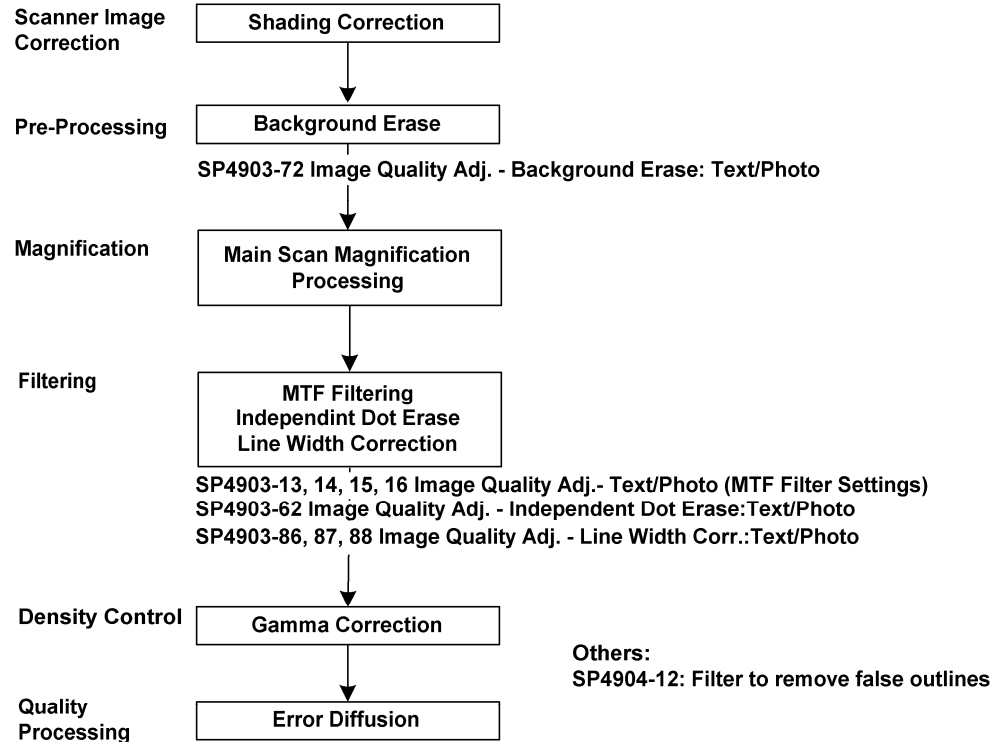 Scanner Image
Correction
Shading Correction
Pre-Processing
Background Erase
SP4903-72 Image Quality Adj. - Background Erase: Text/Photo
Magnification
Main Scan Magnification
Processing
Filtering
MTF Filtering
Independint Dot Erase
Line Width Correction
SP4903-13, 14, 15, 16 Image Quality Adj.- Text/Photo (MTF Filter Settings)
SP4903-62 Image Quality Adj. - Independent Dot Erase:Text/Photo
SP4903-86, 87, 88 Image Quality Adj. - Line Width Corr.:Text/Photo
Density Control
Gamma Correction
Others:
SP4904-12: Filter to remove false outlines
Quality
Processing
Error Diffusion